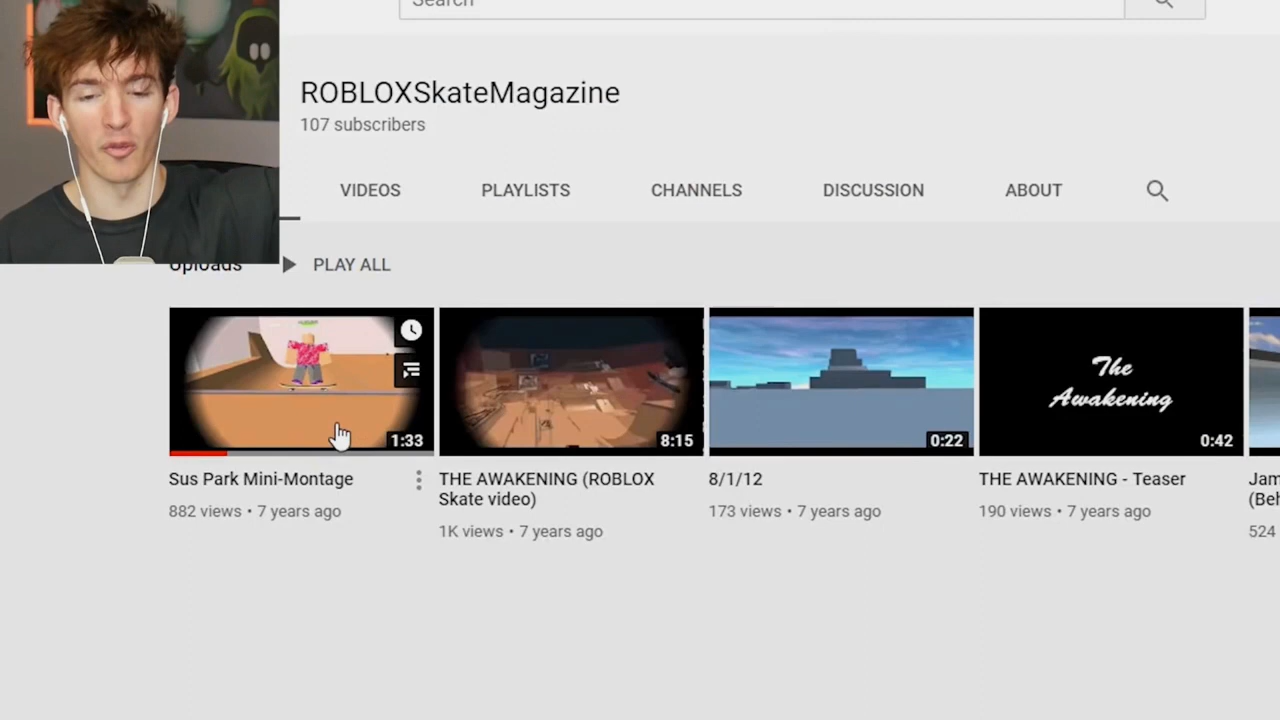 Search
ROBLOXSkateMagazine
107 subscribers
VIDEOS PLAYLISTS CHANNELS DISCUSSION ABOUT
Uploads PLAY ALL
1:33 8:15 0:22 The Awakening 0:42
Sus Park Mini-Montage
882 views • 7 years ago
THE AWAKENING (ROBLOX
Skate video)
1K views • 7 years ago
8/1/12
173 views • 7 years ago
THE AWAKENING - Teaser
190 views • 7 years ago
Jam
(Beh
524